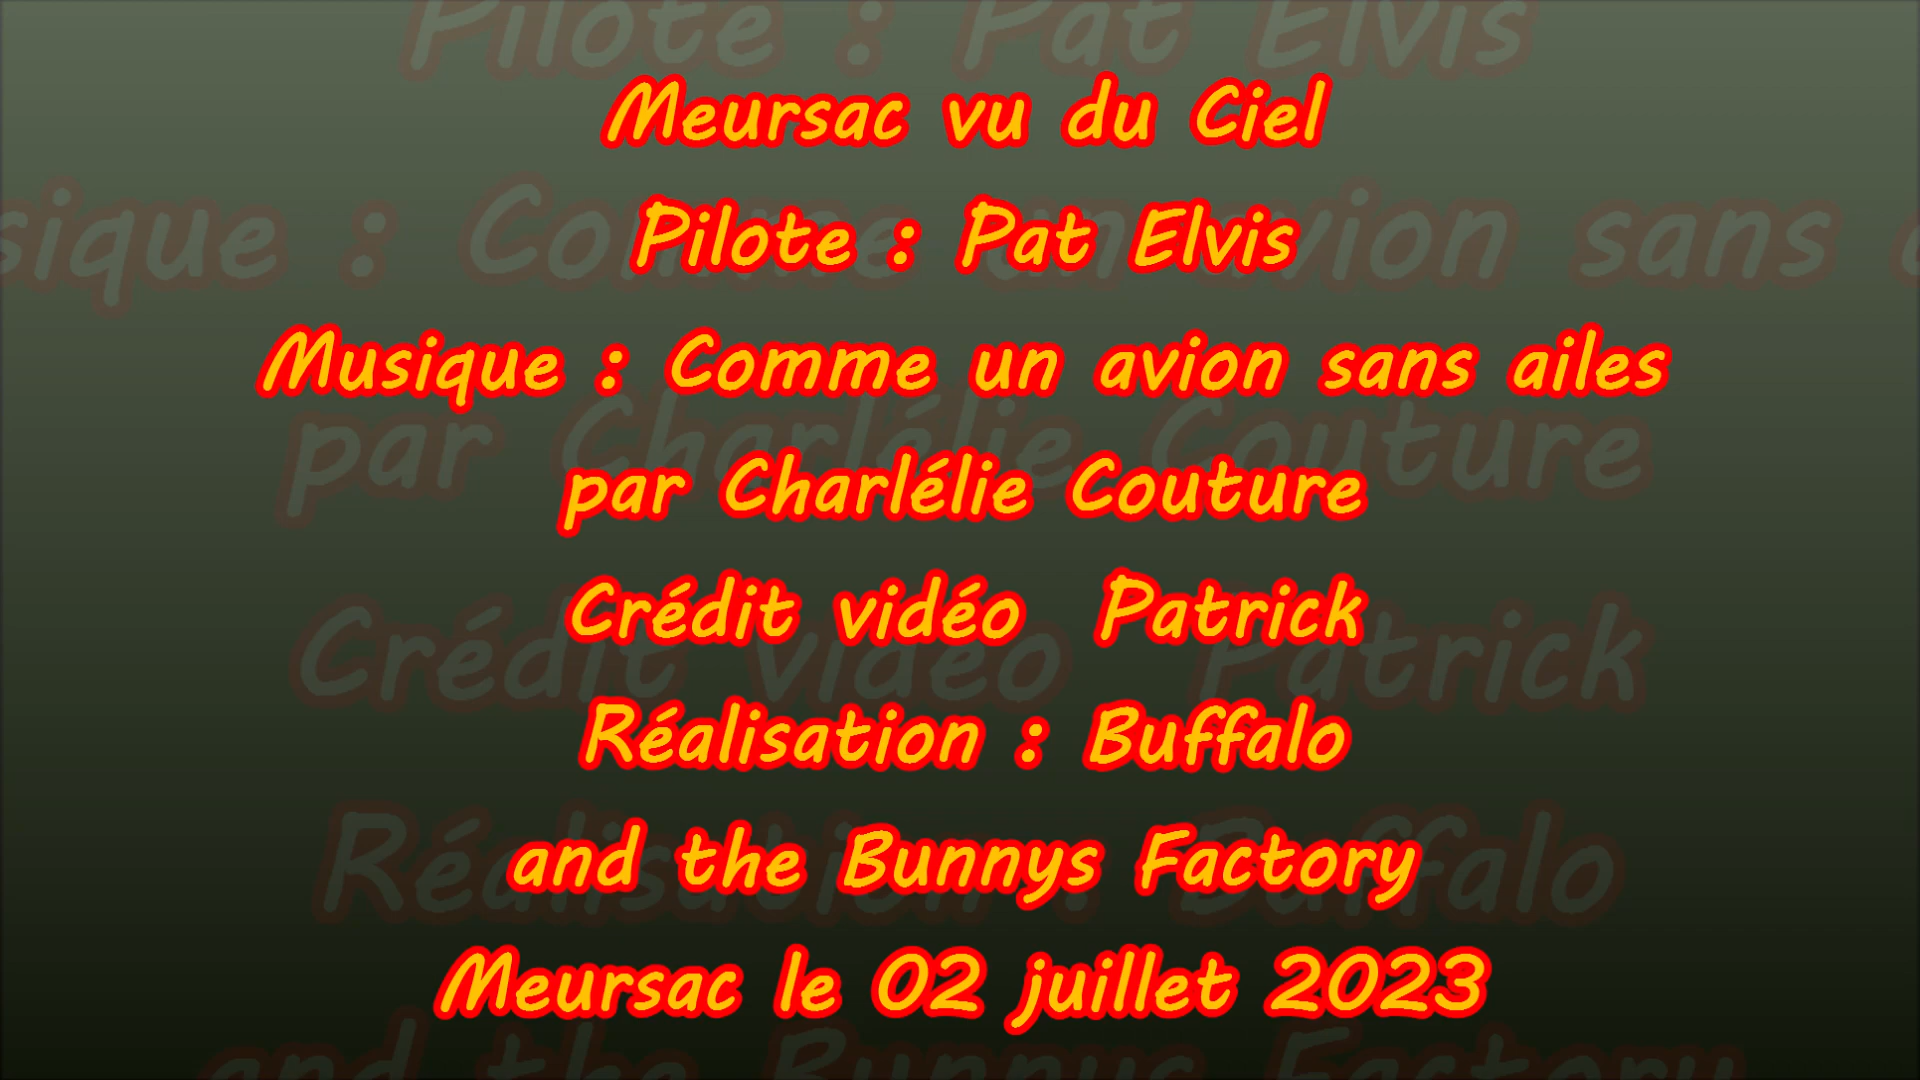 Meursac vu du Ciel
Pilote : Pat Elvis
Musique : Comme un avion sans ailes
par Charlélie Couture
Crédit vidéo  Patrick
Réalisation : Buffalo
and the Bunnys Factory
Meursac le 02 juillet 2023